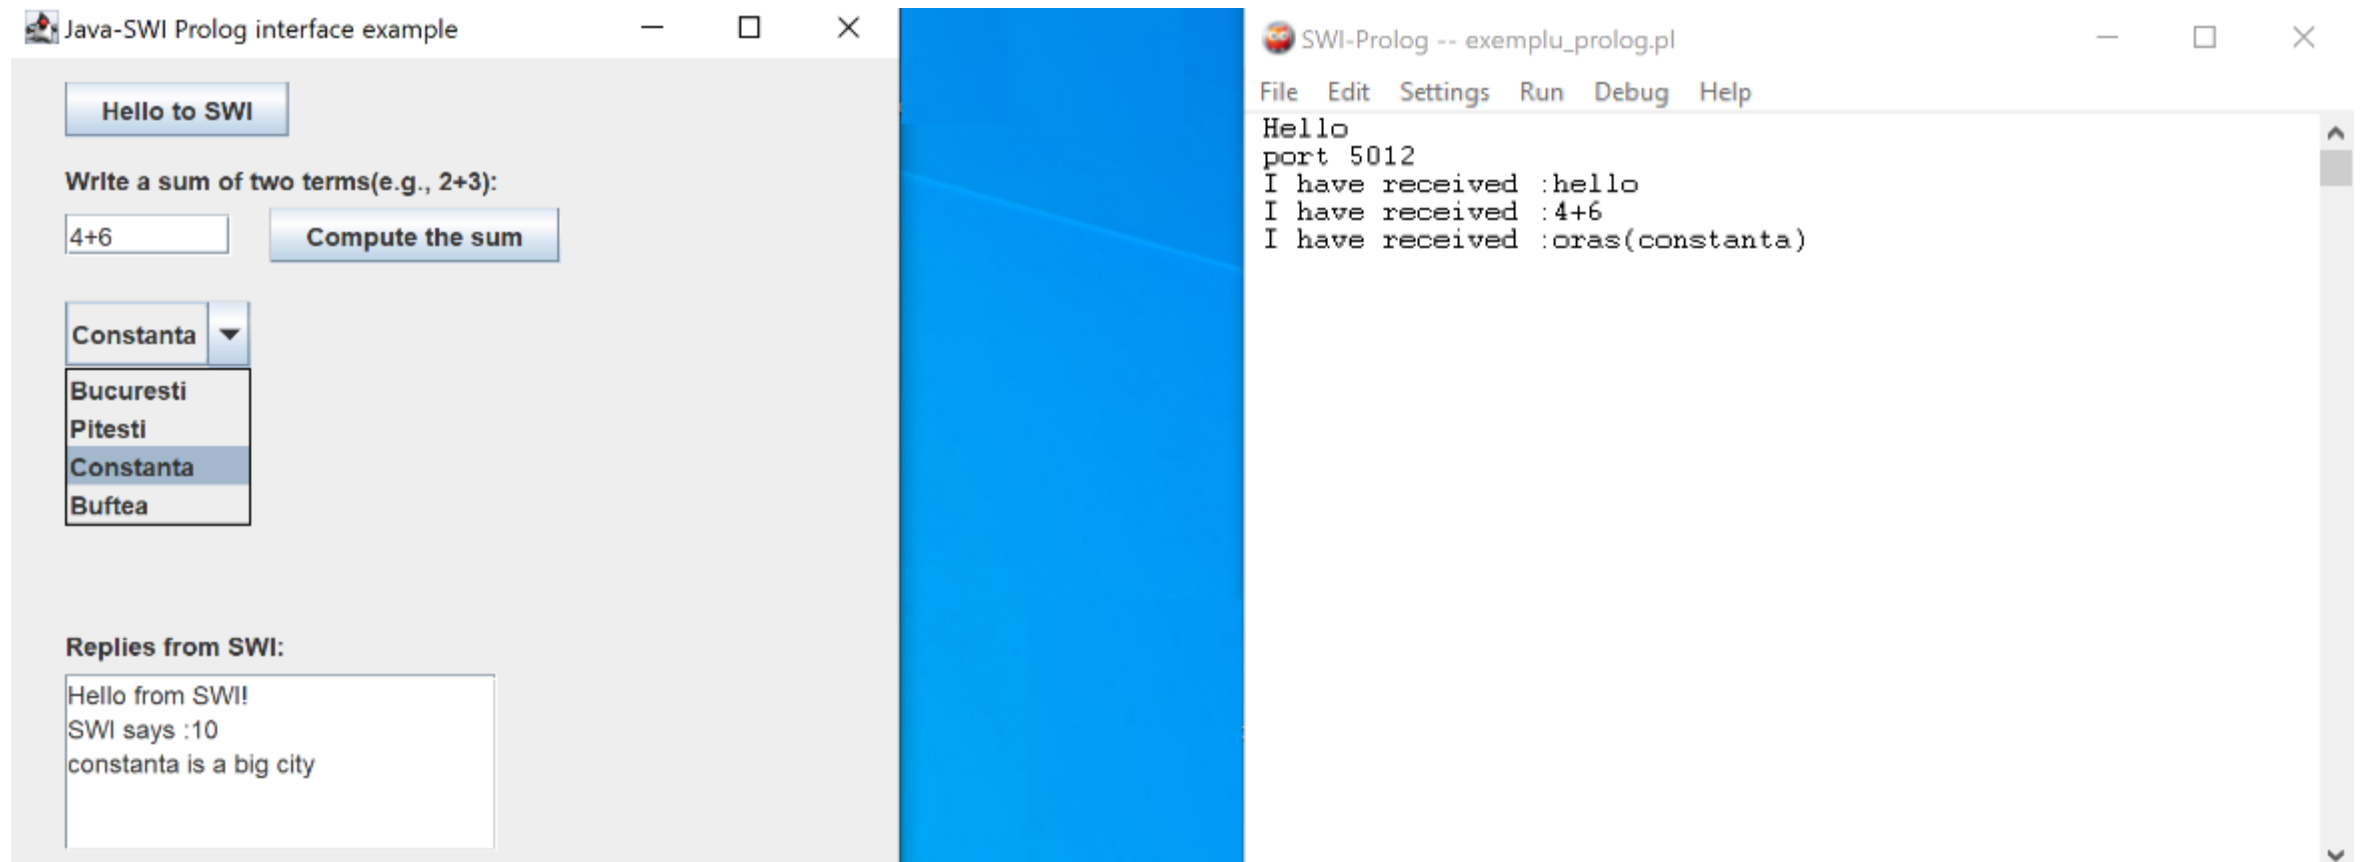 Java-SWI Prolog interface example
Hello to SWI
Write a sum of two terms(e.g., 2+3):
4+6
Compute the sum
Constanta
Bucuresti
Pitesti
Constanta
Buftea
Replies from SWI:
Hello from SWI!
SWI says :10
constanta is a big city
SWI-Prolog -- exemplu_prolog.pl
File Edit Settings Run Debug Help
Hello
port 5012
I have received :hello
I have received :4+6
I have received :oras(constanta)